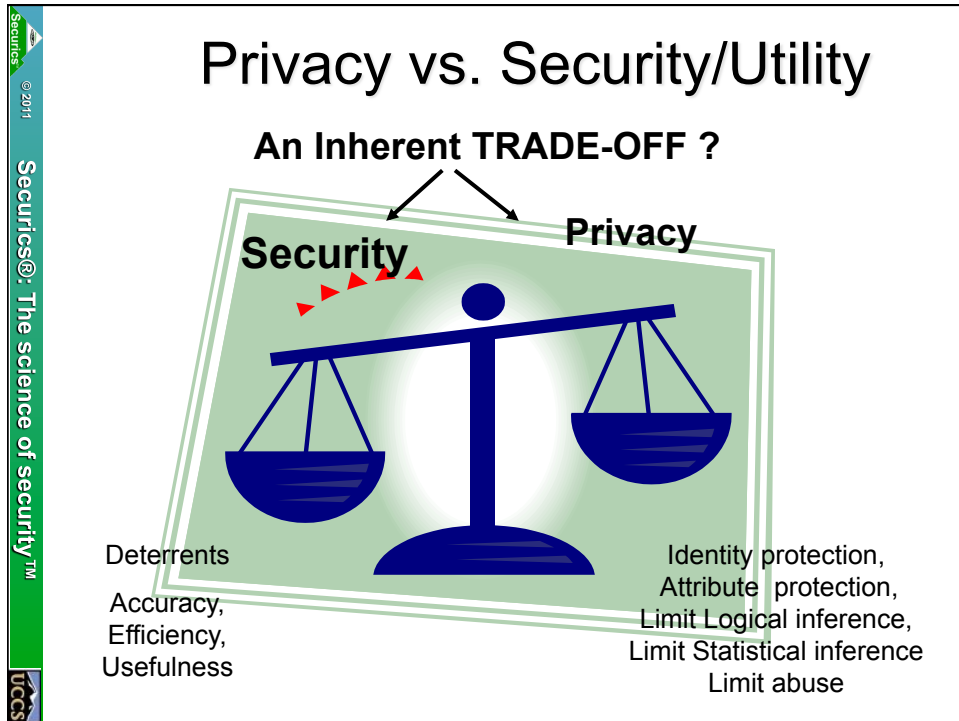 Privacy vs. Security/Utility
An Inherent TRADE-OFF ?
Security
Privacy
Deterrents
Accuracy,
Efficiency,
Usefulness
Identity protection,
Attribute protection,
Limit Logical inference,
Limit Statistical inference
Limit abuse
Securics
© 2011
Securics®: The science of security™
UCCS